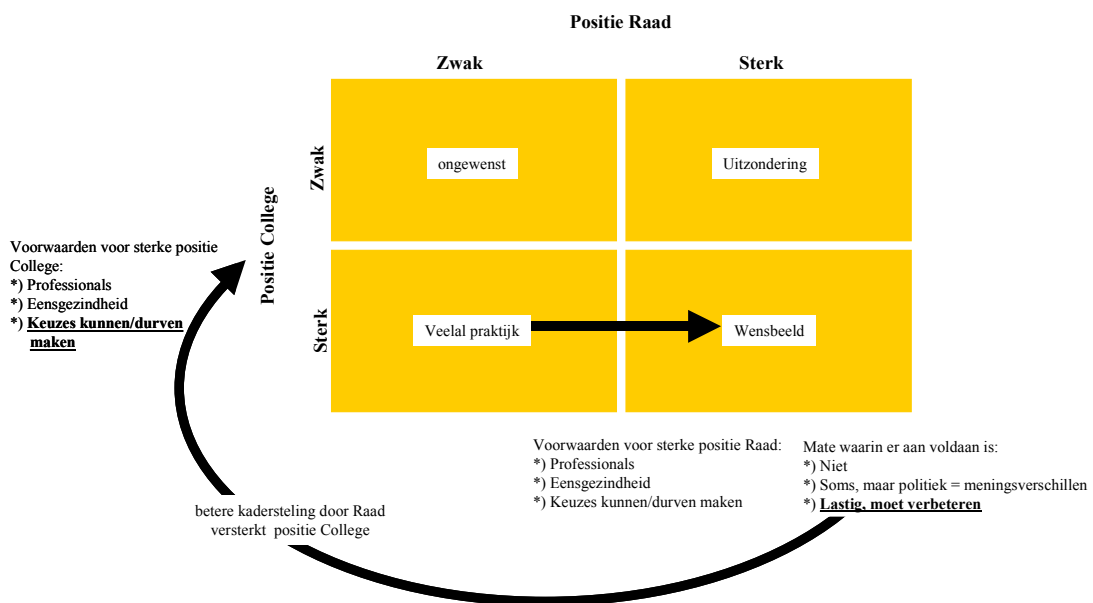 Positie Raad
Zwak
Sterk
Positie College
Zwak
ongewenst
Uitzondering
Sterk
Veelal praktijk
Wensbeeld
Voorwaarden voor sterke positie
College:
*) Professionals
*) Eensgezindheid
*) Keuzes kunnen/durven
maken
Voorwaarden voor sterke positie Raad:
*) Professionals
*) Eensgezindheid
*) Keuzes kunnen/durven maken
Mate waarin er aan voldaan is:
*) Niet
*) Soms, maar politiek = meningsverschillen
*) Lastig, moet verbeteren
betere kadersteling door Raad
versterkt positie College